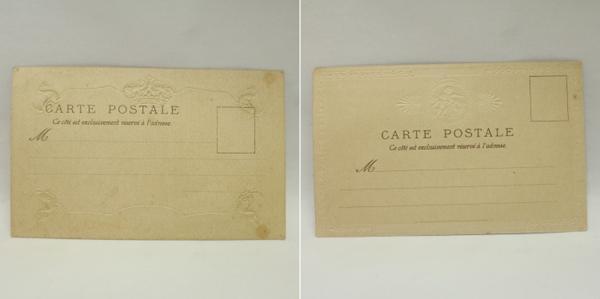 CARTE POSTALE
Ce côté est exclusivement réservé à l'adresse.
M
CARTE POSTALE
Ce côté est exclusivement réservé à l'adresse.
M